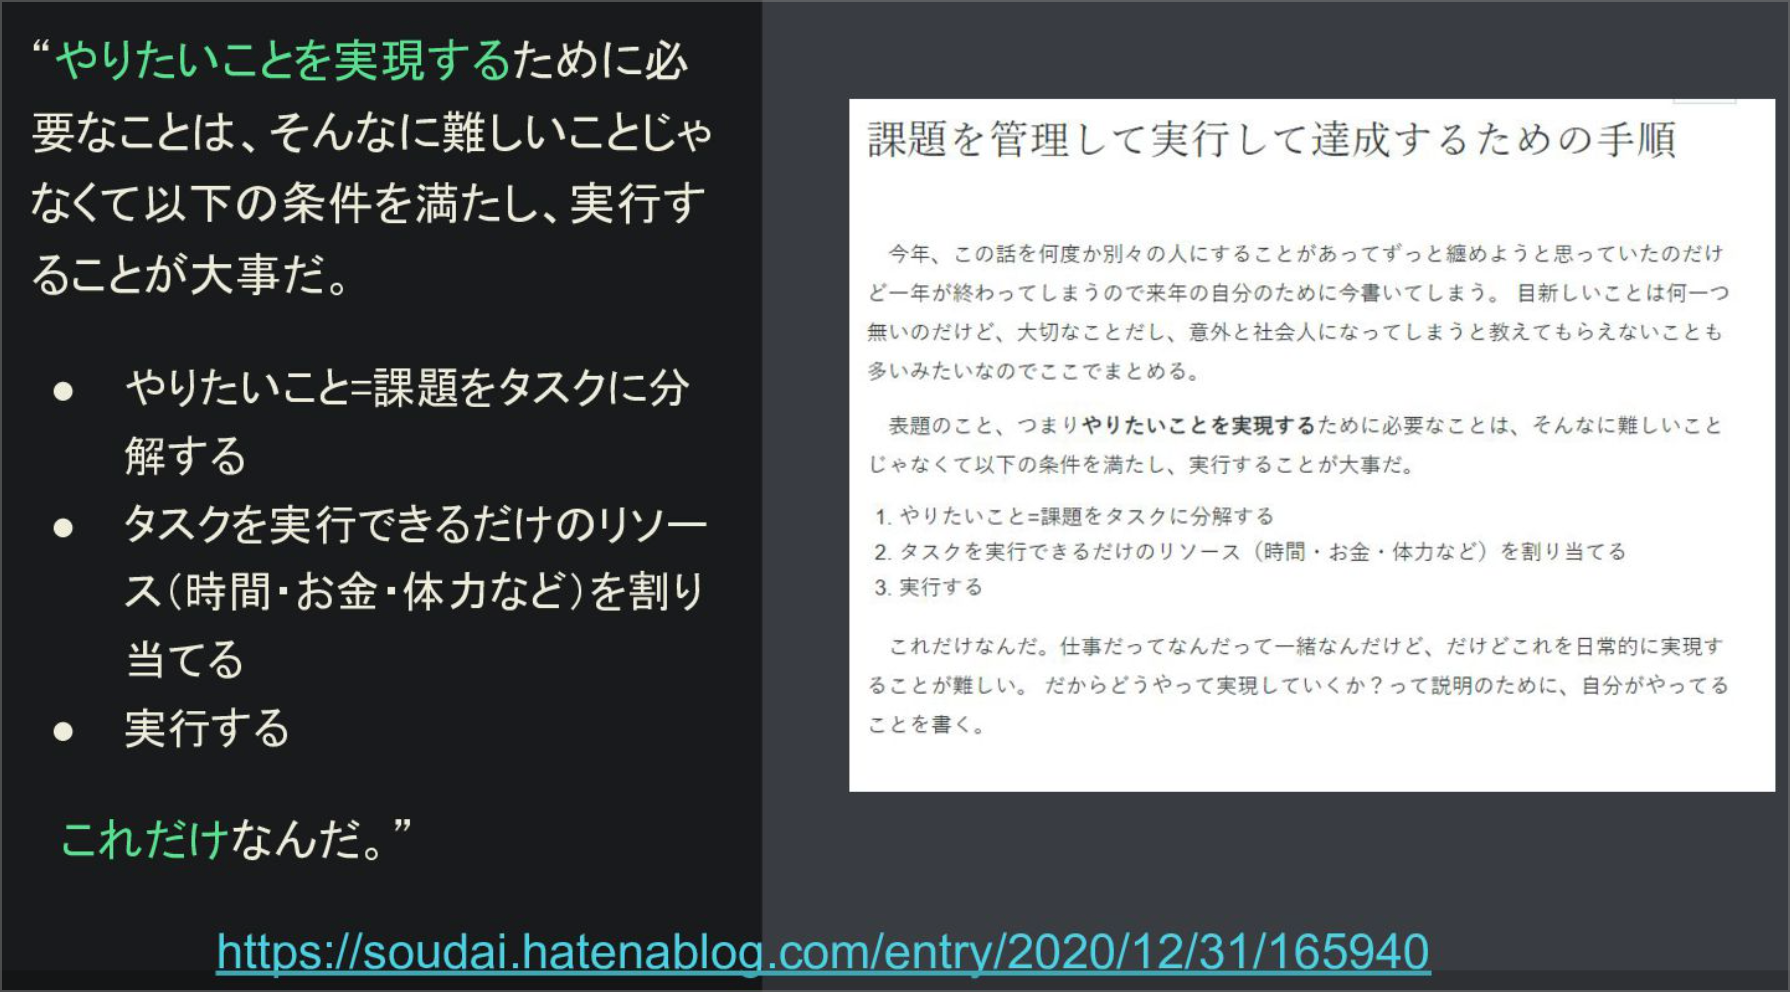 “やりたいことを実現するために必
要なことは、そんなに難しいことじゃ
なくて以下の条件を満たし、実行す
ることが大事だ。
● やりたいこと=課題をタスクに分
解する
● タスクを実行できるだけのリソー
ス（時間・お金・体力など）を割り
当てる
● 実行する
これだけなんだ。”
課題を管理して実行して達成するための手順
今年、この話を何度か別々の人にすることがあってずっと纏めようと思っていたのだけ
ど一年が終わってしまうので来年の自分のために今書いてしまう。 目新しいことは何一つ
無いのだけど、大切なことだし、意外と社会人になってしまうと教えてもらえないことも
多いみたいなのでここでまとめる。
表題のこと、つまりやりたいことを実現するために必要なことは、そんなに難しいこと
じゃなくて以下の条件を満たし、実行することが大事だ。
1. やりたいこと=課題をタスクに分解する
2. タスクを実行できるだけのリソース（時間・お金・体力など）を割り当てる
3. 実行する
これだけなんだ。仕事だってなんだって一緒なんだけど、だけどこれを日常的に実現す
ることが難しい。 だからどうやって実現していくか？って説明のために、自分がやってる
ことを書く。
https://soudai.hatenablog.com/entry/2020/12/31/165940